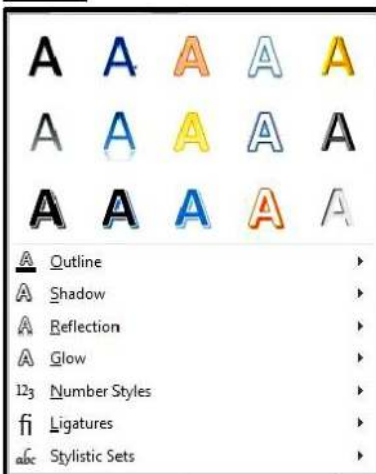 A A A A A
A A A A A
A A A A A
A Outline
A Shadow
A Reflection
A Glow
123 Number Styles
fi Ligatures
abc Stylistic Sets